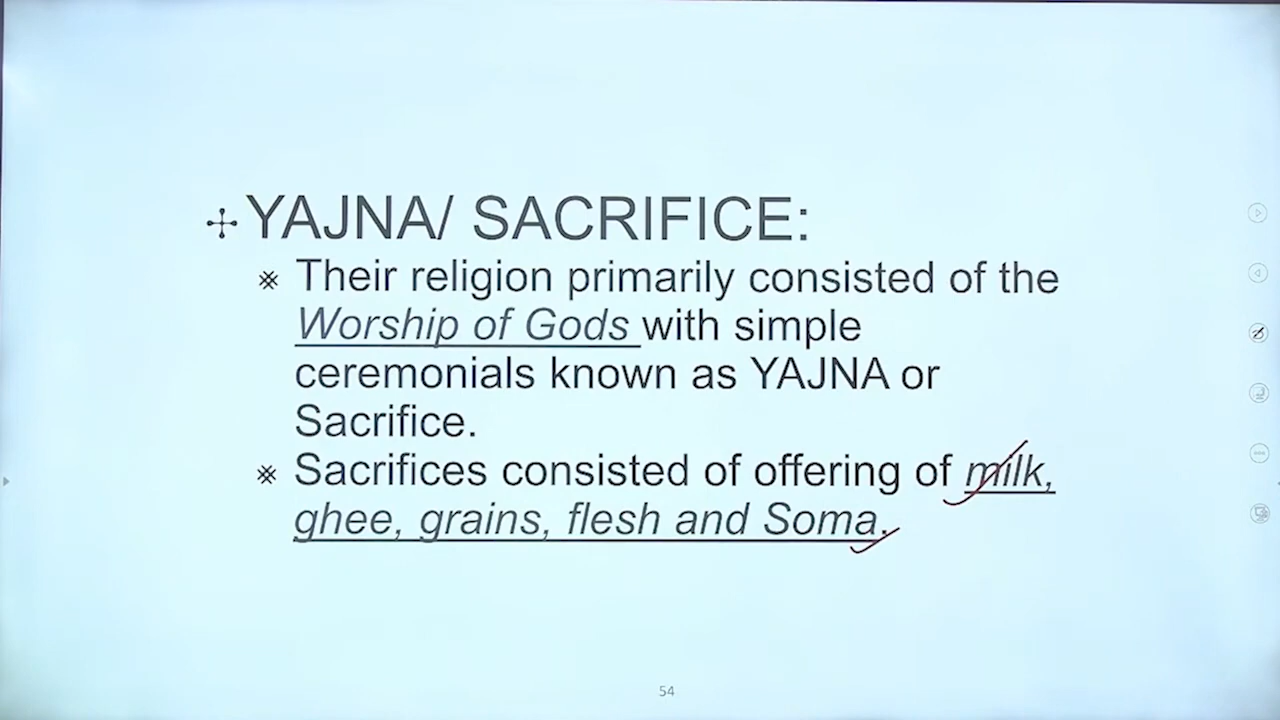 YAJNA/ SACRIFICE:
Their religion primarily consisted of the
Worship of Gods with simple
ceremonials known as YAJNA or
Sacrifice.
Sacrifices consisted of offering of milk,
ghee, grains, flesh and Soma.
54